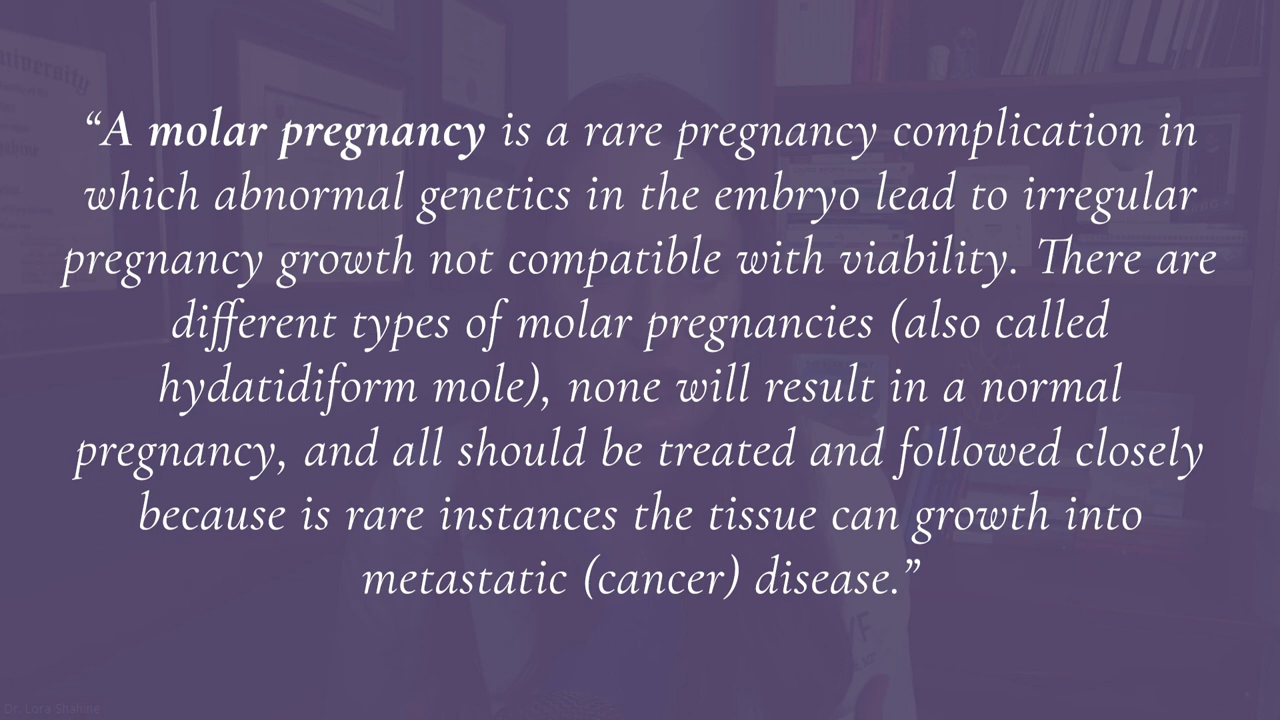 “A molar pregnancy is a rare pregnancy complication in
which abnormal genetics in the embryo lead to irregular
pregnancy growth not compatible with viability. There are
different types of molar pregnancies (also called
hydatidiform mole), none will result in a normal
pregnancy, and all should be treated and followed closely
because is rare instances the tissue can growth into
metastatic (cancer) disease.”
University
Dr. Lora Shahine